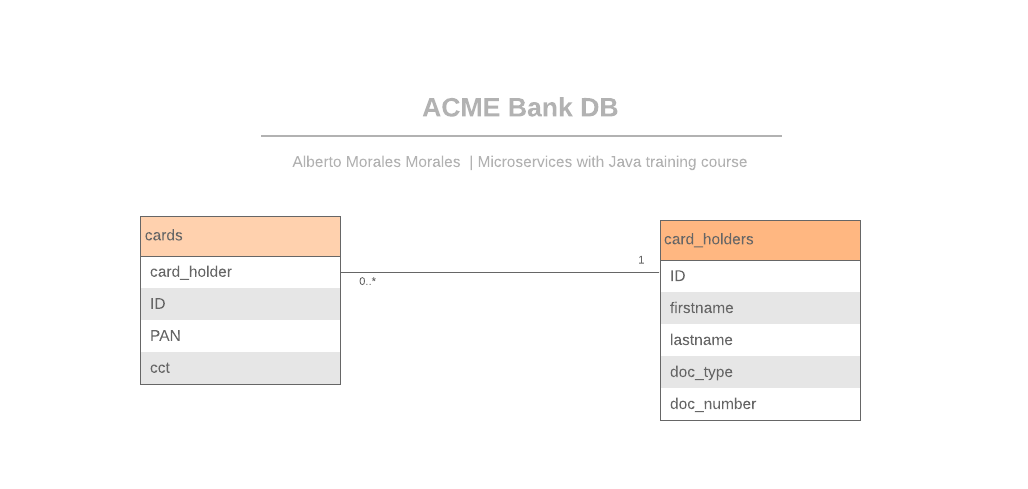 ACME Bank DB
Alberto Morales Morales | Microservices with Java training course
cards
card_holder
ID
PAN
cct
0..*
1
card_holders
ID
firstname
lastname
doc_type
doc_number